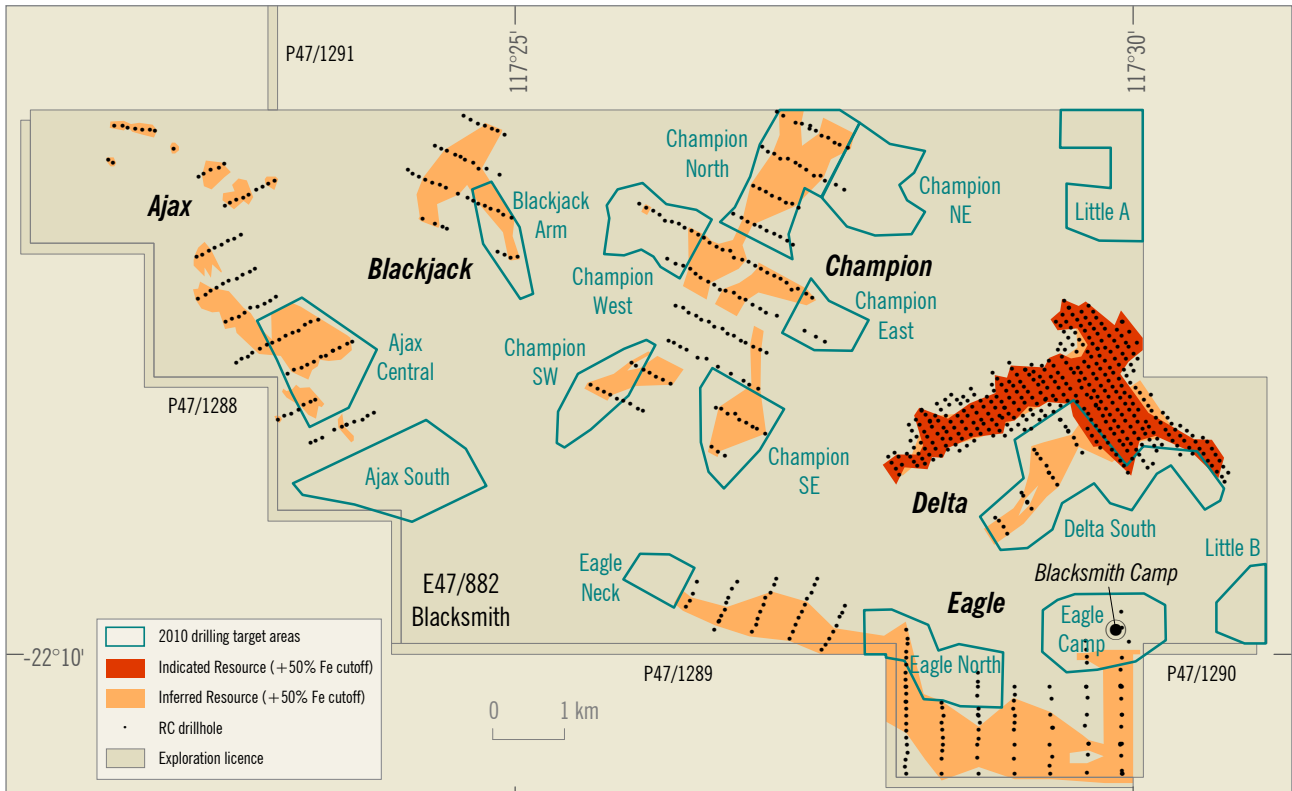 117°25'
117°30'
P47/1291
Champion
North
Champion
NE
Little A
Ajax
Blackjack
Arm
Blackjack
Champion
West
Champion
Champion
East
Champion
SW
Ajax
Central
P47/1288
Champion
SE
Ajax South
Delta
Delta South
Little B
Eagle
Neck
Blacksmith Camp
E47/882
Blacksmith
Eagle
Eagle
Camp
Eagle North
-22°10'
P47/1289
P47/1290
2010 drilling target areas
Indicated Resource (+50% Fe cutoff)
Inferred Resource (+50% Fe cutoff)
RC drillhole
Exploration licence
0 1 km